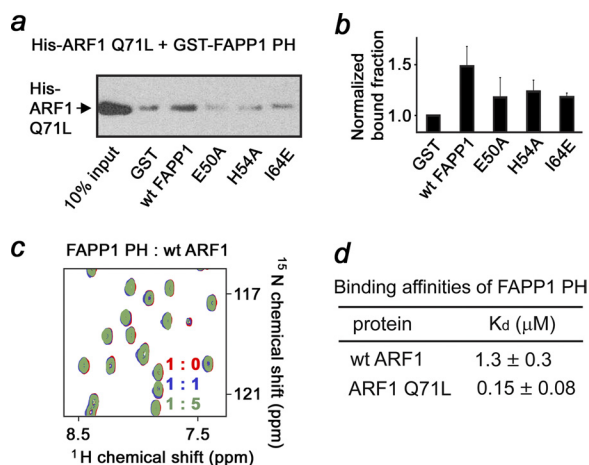 a
His-ARF1 Q71L + GST-FAPP1 PH
His-
ARF1
Q71L
10% input
GST
wt FAPP1
E50A
H54A
I64E
b
Normalized
bound fraction
1.5
1.0
GST
wt FAPP1
E50A
H54A
I64E
c
FAPP1 PH : wt ARF1
1 : 0
1 : 1
1 : 5
117
121
15N chemical shift (ppm)
8.5 7.5
1H chemical shift (ppm)
d
Binding affinities of FAPP1 PH
protein Kd (μM)
wt ARF1 1.3 ± 0.3
ARF1 Q71L 0.15 ± 0.08